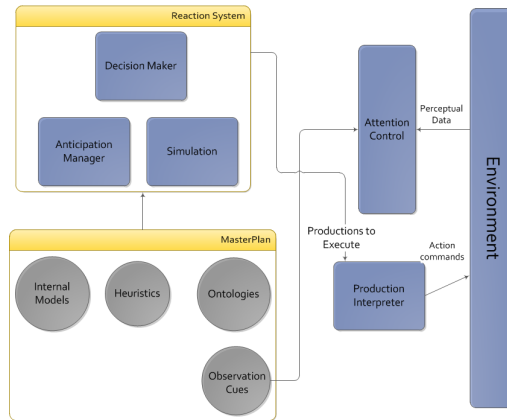 Reaction System
Decision Maker
Anticipation
Manager
Simulation
Attention
Control
Perceptual
Data
Environment
MasterPlan
Internal
Models
Heuristics
Ontologies
Observation
Cues
Productions to
Execute
Action
commands
Production
Interpreter